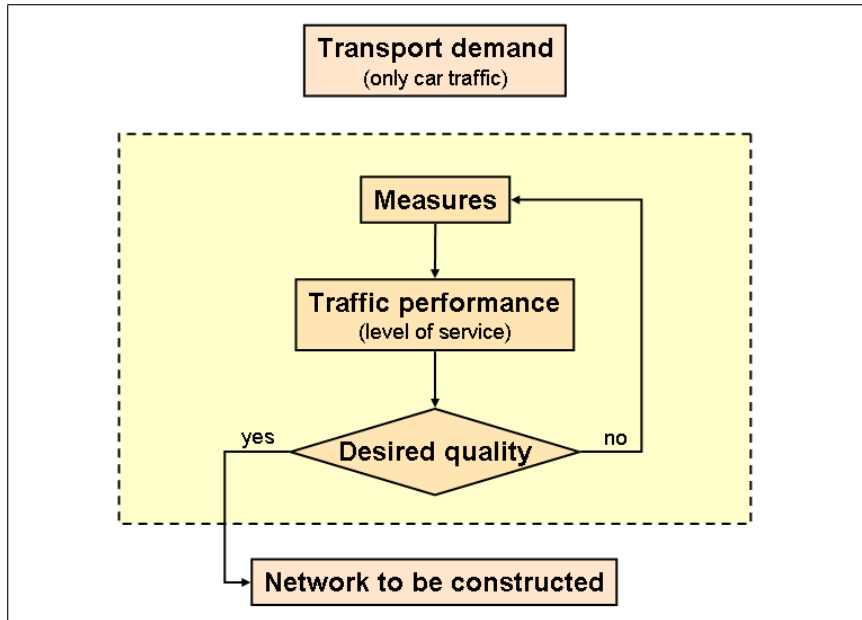 Transport demand
(only car traffic)
Measures
Traffic performance
(level of service)
yes
Desired quality
no
Network to be constructed